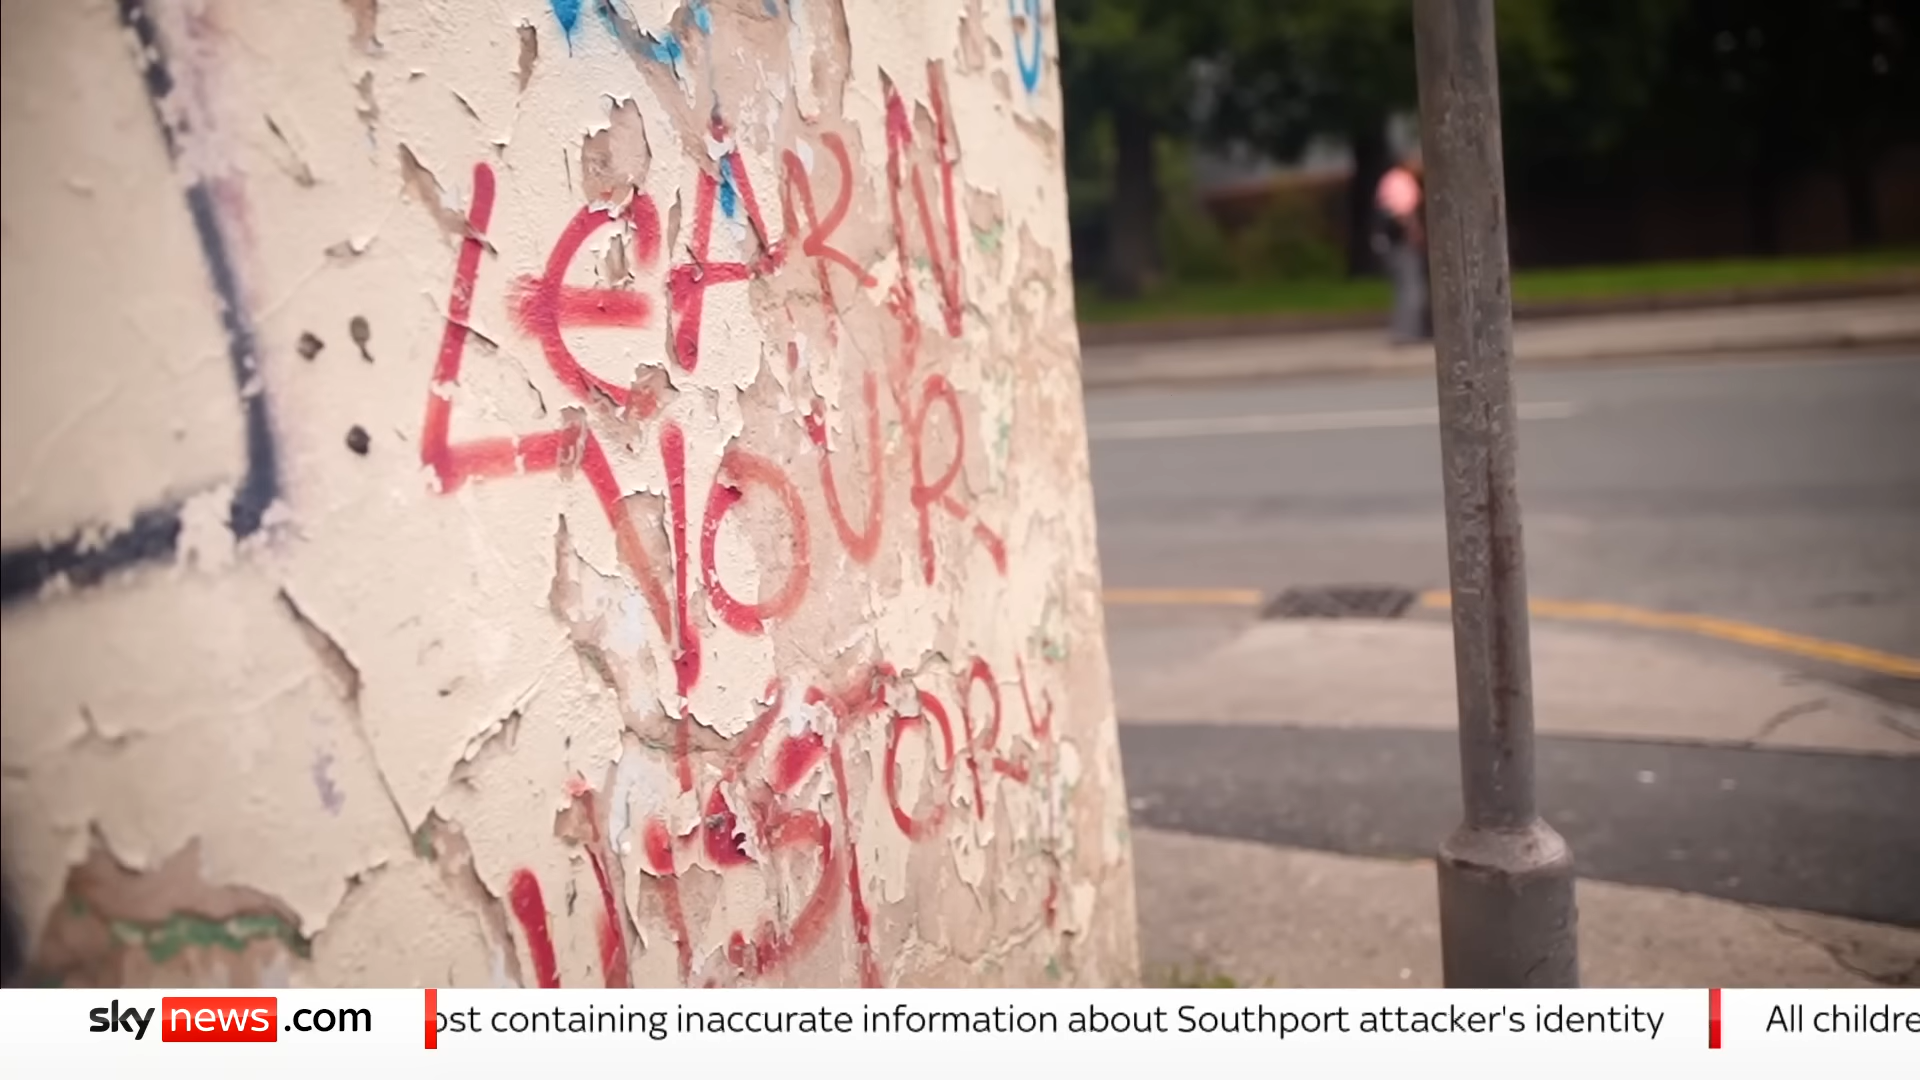 LEARN
YOUR
HISTORY
sky news .com
ost containing inaccurate information about Southport attacker's identity
All childre